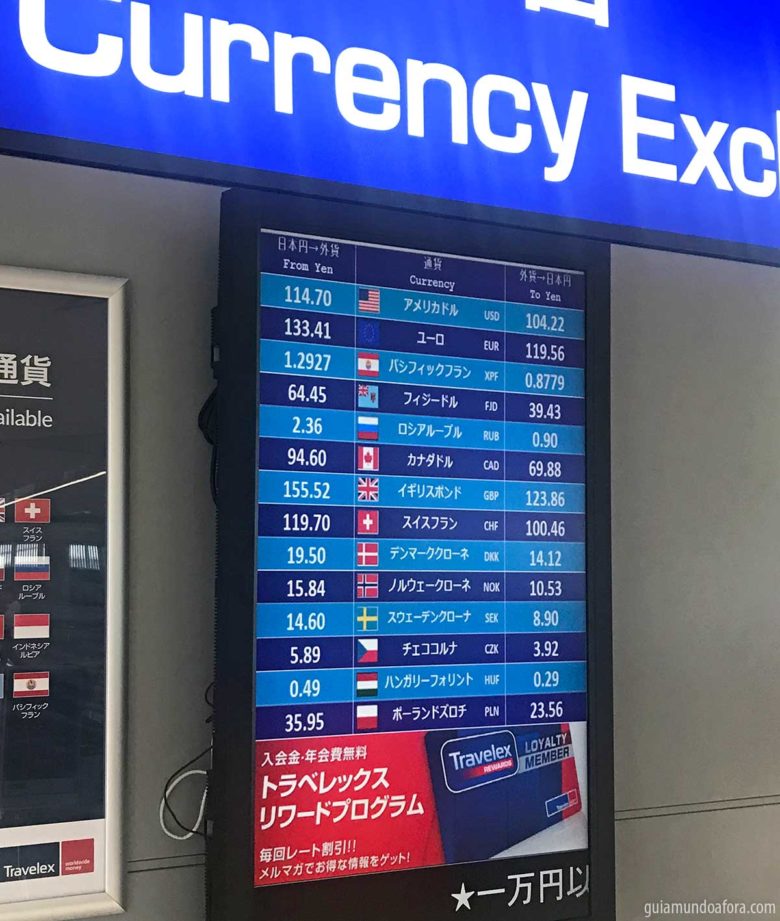 Currency Exc
日本円→外貨 通貨 外貨→日本円
From Yen Currency To Yen
114.70 アメリカドル USD 104.22
133.41 ユーロ EUR 119.56
1.2927 パシフィックフラン XPF 0.8779
64.45 フィジードル FJD 39.43
2.36 ロシアルーブル RUB 0.90
94.60 カナダドル CAD 69.88
155.52 イギリスポンド GBP 123.86
119.70 スイスフラン CHF 100.46
19.50 デンマーククローネ DKK 14.12
15.84 ノルウェークローネ NOK 10.53
14.60 スウェーデンクローナ SEK 8.90
5.89 チェココルナ CZK 3.92
0.49 ハンガリーフォリント HUF 0.29
35.95 ポーランドズロチ PLN 23.56
入会金・年会費無料
トラベレックス
リワードプログラム
毎回レート割引!!
メルマガでお得な情報をゲット!
Travelex
REWARDS
LOYALTY
MEMBER
★一万円以
通貨
ailable
スイス
フラン
ロシア
ルーブル
インドネシア
ルピア
パシフィック
フラン
Travelex
worldwide
money
guiamundoafora.com